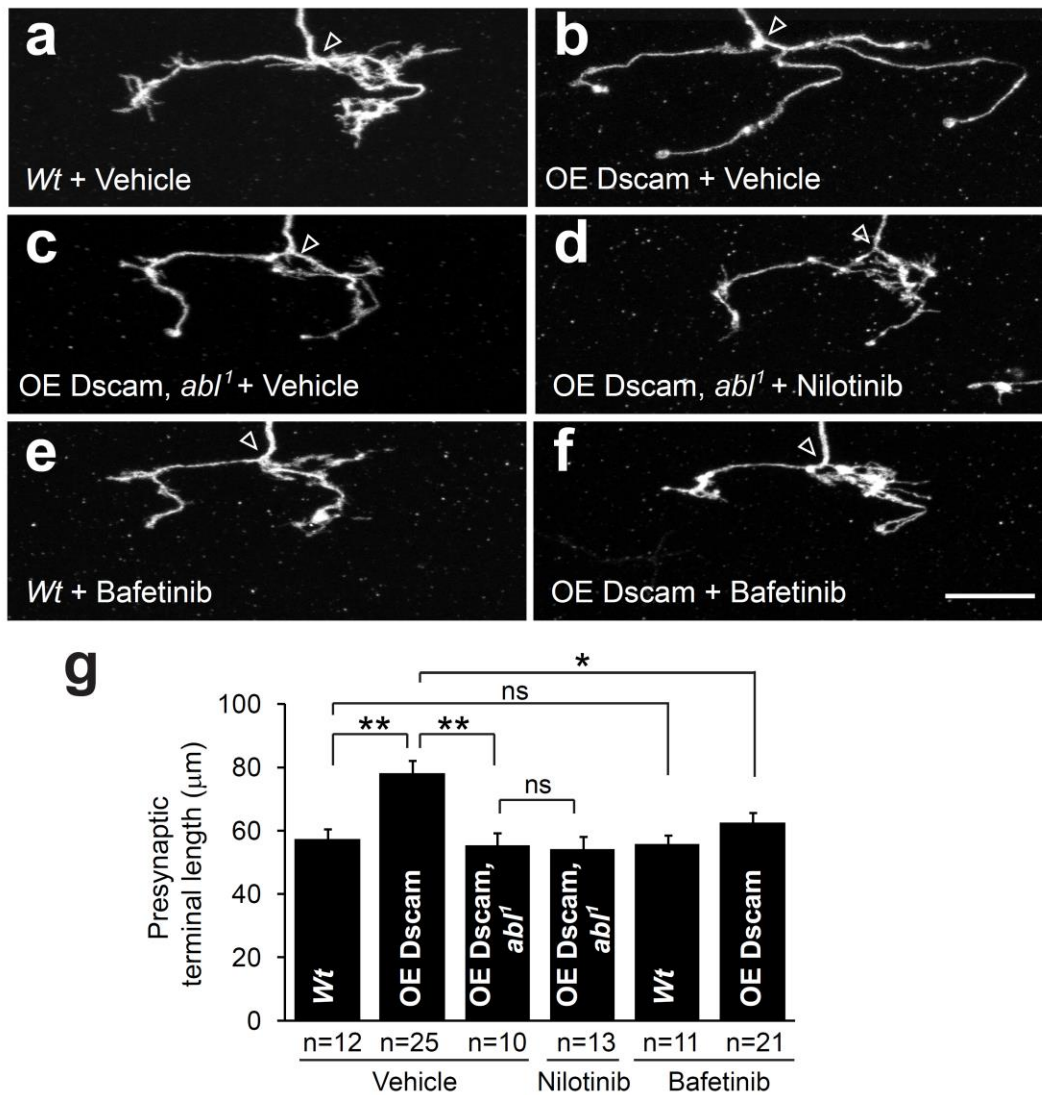 a
Wt + Vehicle
b
OE Dscam + Vehicle
c
OE Dscam, abl¹ + Vehicle
d
OE Dscam, abl¹ + Nilotinib
e
Wt + Bafetinib
f
OE Dscam + Bafetinib
g
Presynaptic
terminal length (μm)
100
80
60
40
20
0
*
ns
**
**
ns
Wt
OE Dscam
OE Dscam,
abl¹
OE Dscam,
abl¹
Wt
OE Dscam
n=12 n=25 n=10 n=13 n=11 n=21
Vehicle Nilotinib Bafetinib